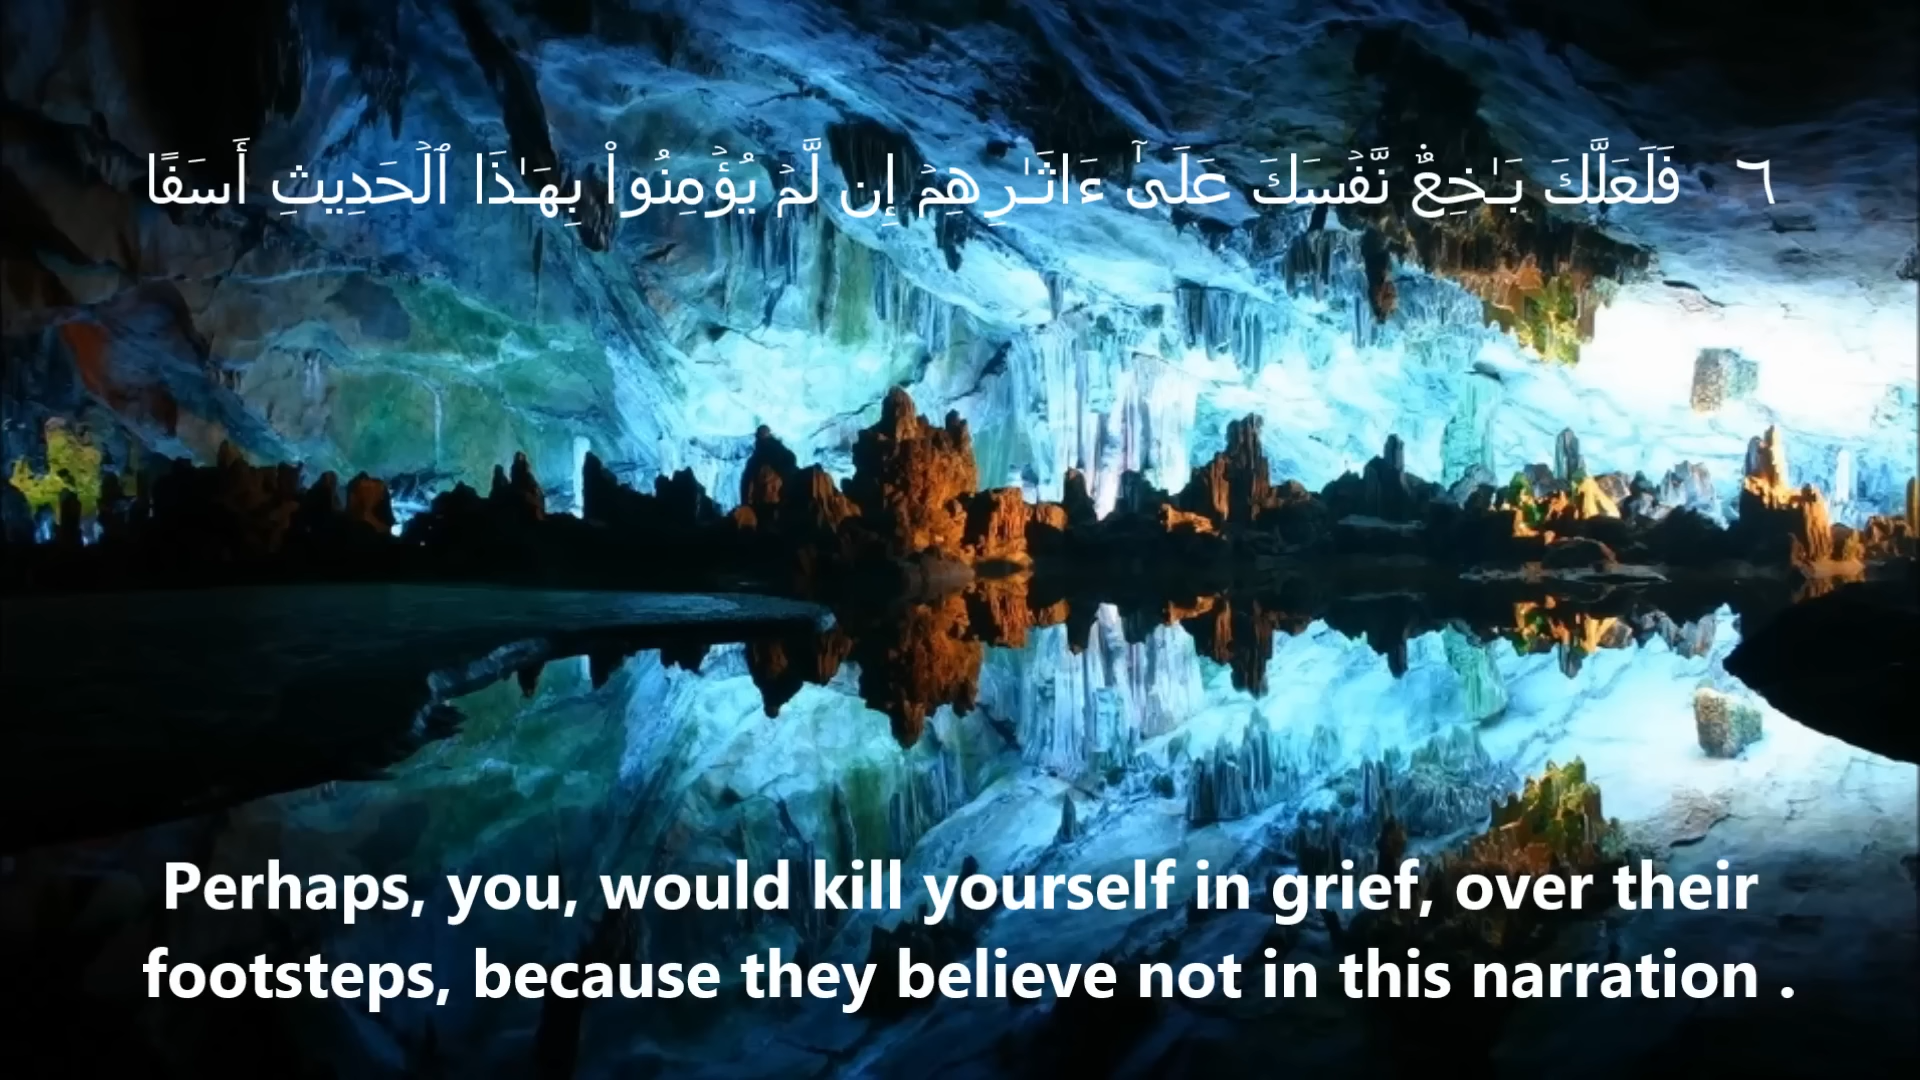 ٦ فَلَعَلَّكَ بَـٰخِعٌۭ نَّفْسَكَ عَلَىٰٓ ءَاثَـٰرِهِمْ إِن لَّمْ يُؤْمِنُوا۟ بِهَـٰذَا ٱلْحَدِيثِ أَسَفًا
Perhaps, you, would kill yourself in grief, over their
footsteps, because they believe not in this narration .